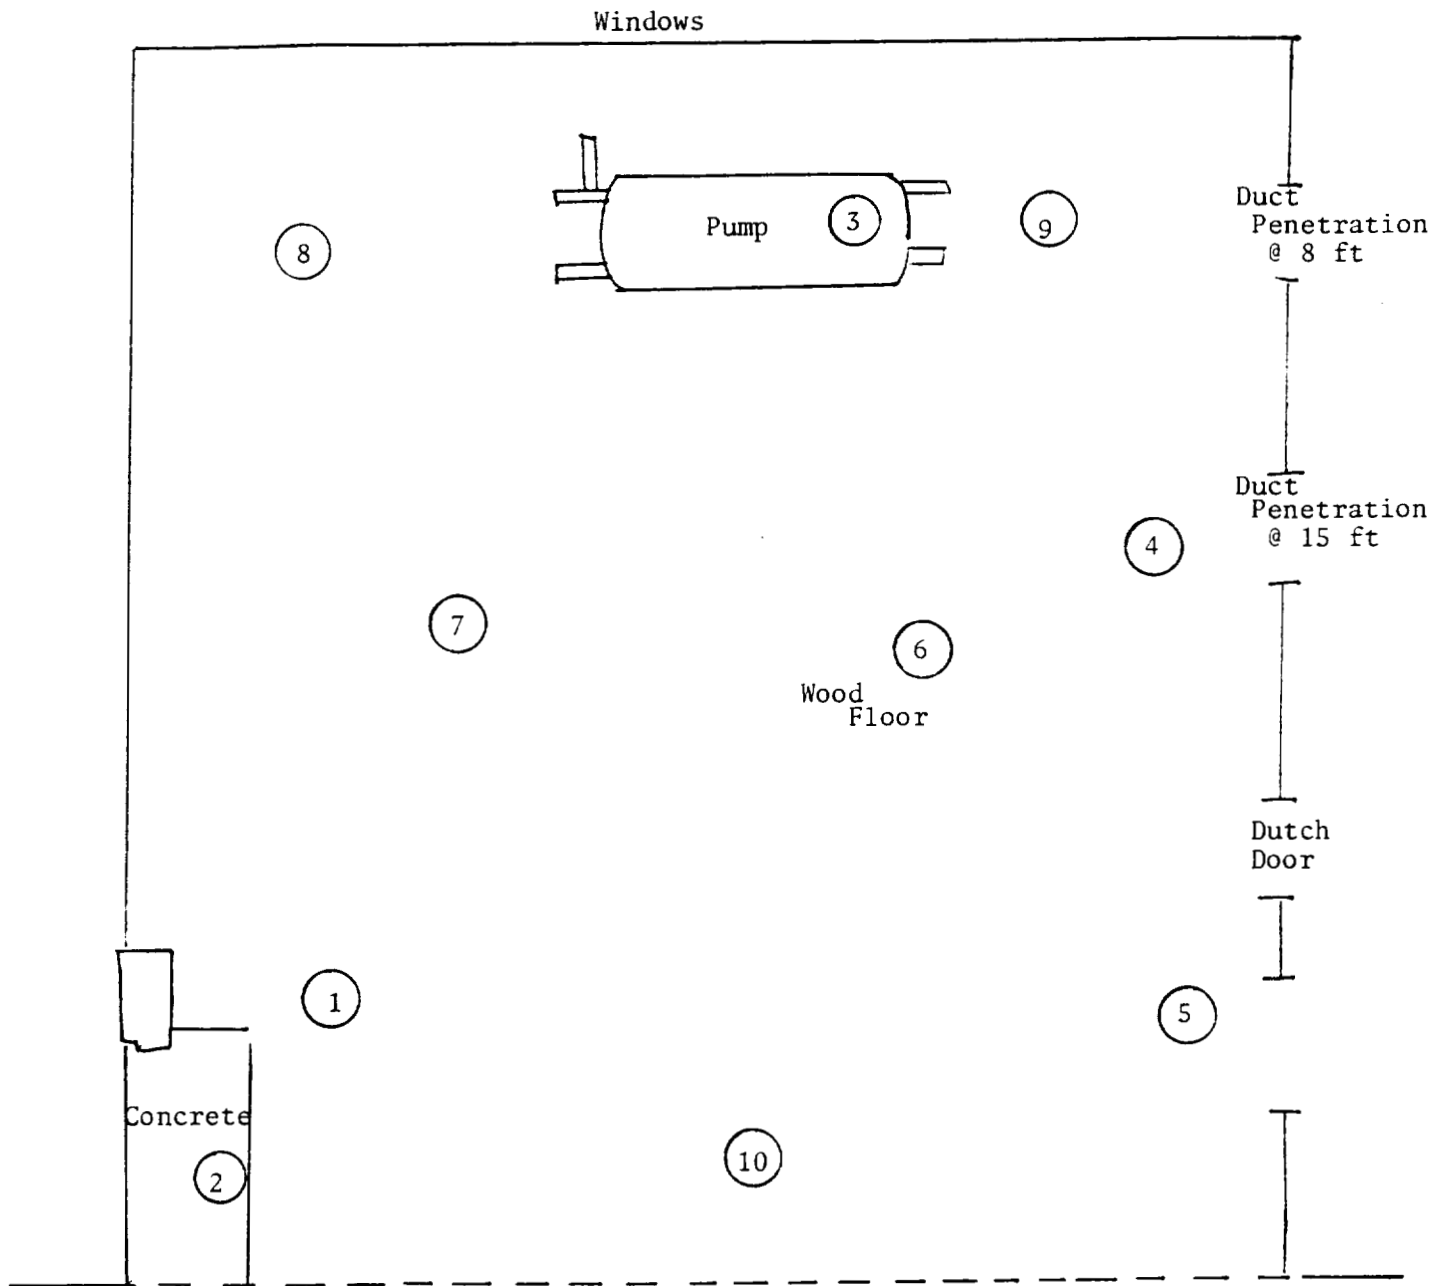 Windows
Duct
Penetration
@ 8 ft
Pump
3
9
8
Duct
Penetration
@ 15 ft
4
7
6
Wood
Floor
Dutch
Door
1
5
Concrete
10
2